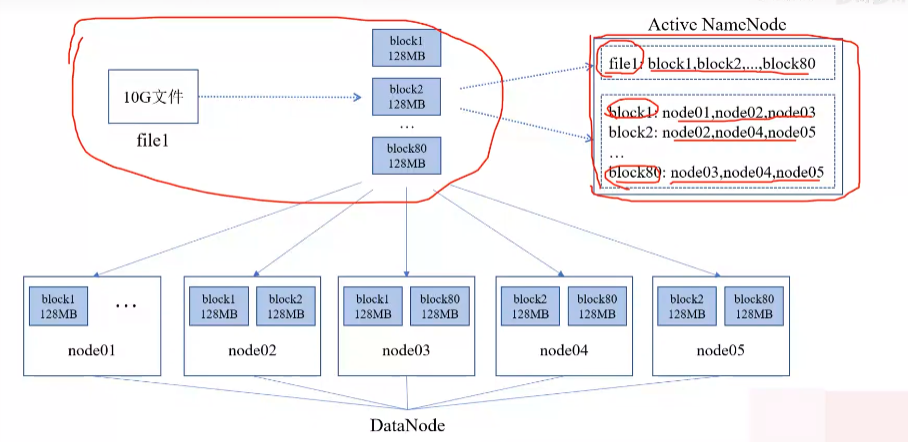 Active NameNode
block1
128MB
block2
128MB
...
block80
128MB
10G文件
file1
file1: block1,block2,...,block80
block1: node01,node02,node03
block2: node02,node04,node05
...
block80: node03,node04,node05
block1
128MB
...
node01
block1
128MB
block2
128MB
node02
block1
128MB
block80
128MB
node03
block2
128MB
block80
128MB
node04
block2
128MB
block80
128MB
node05
DataNode